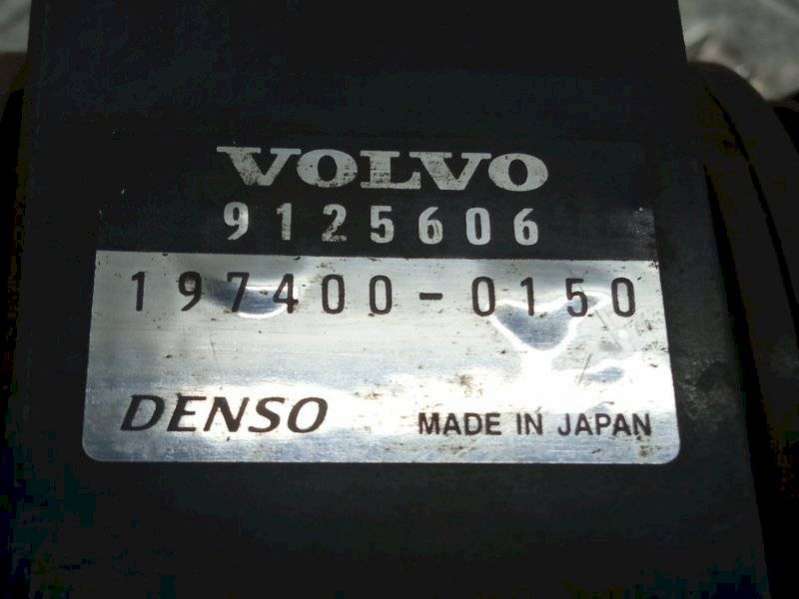 VOLVO
9125606
197400-0150
DENSO MADE IN JAPAN